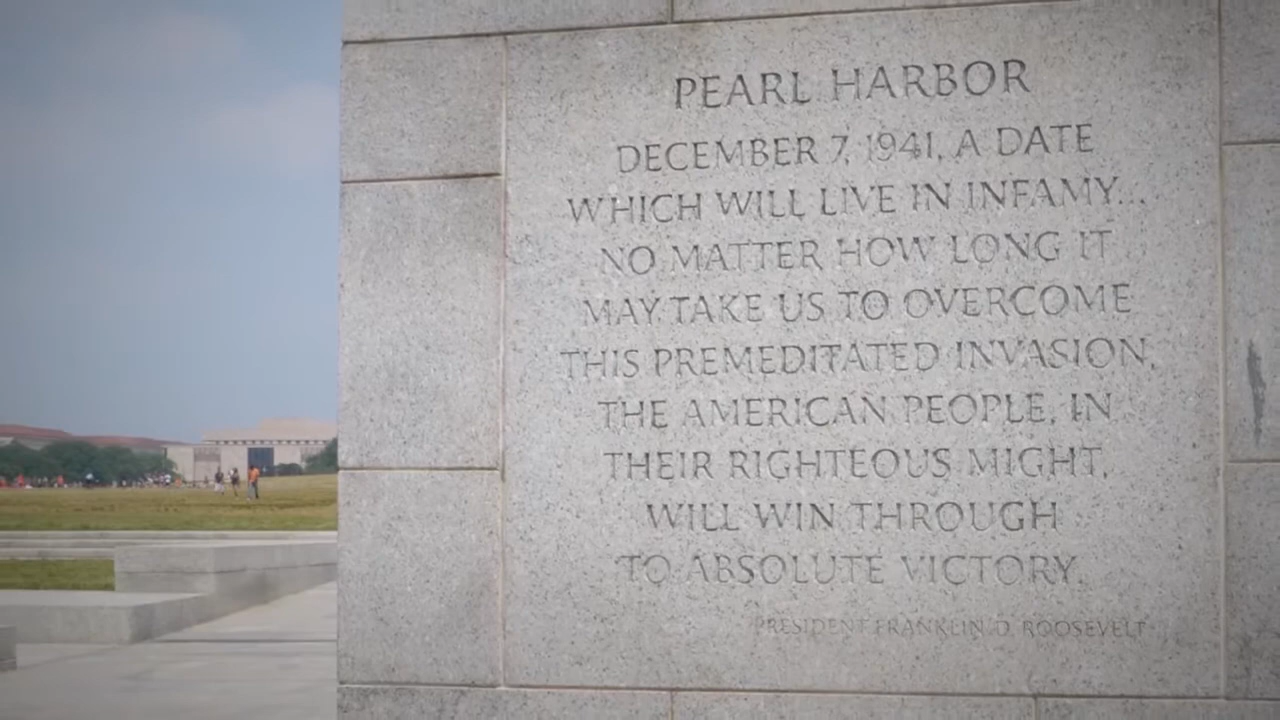 PEARL HARBOR
DECEMBER 7, 1941, A DATE
WHICH WILL LIVE IN INFAMY...
NO MATTER HOW LONG IT
MAY TAKE US TO OVERCOME
THIS PREMEDITATED INVASION,
THE AMERICAN PEOPLE, IN
THEIR RIGHTEOUS MIGHT,
WILL WIN THROUGH
TO ABSOLUTE VICTORY.
PRESIDENT FRANKLIN D. ROOSEVELT